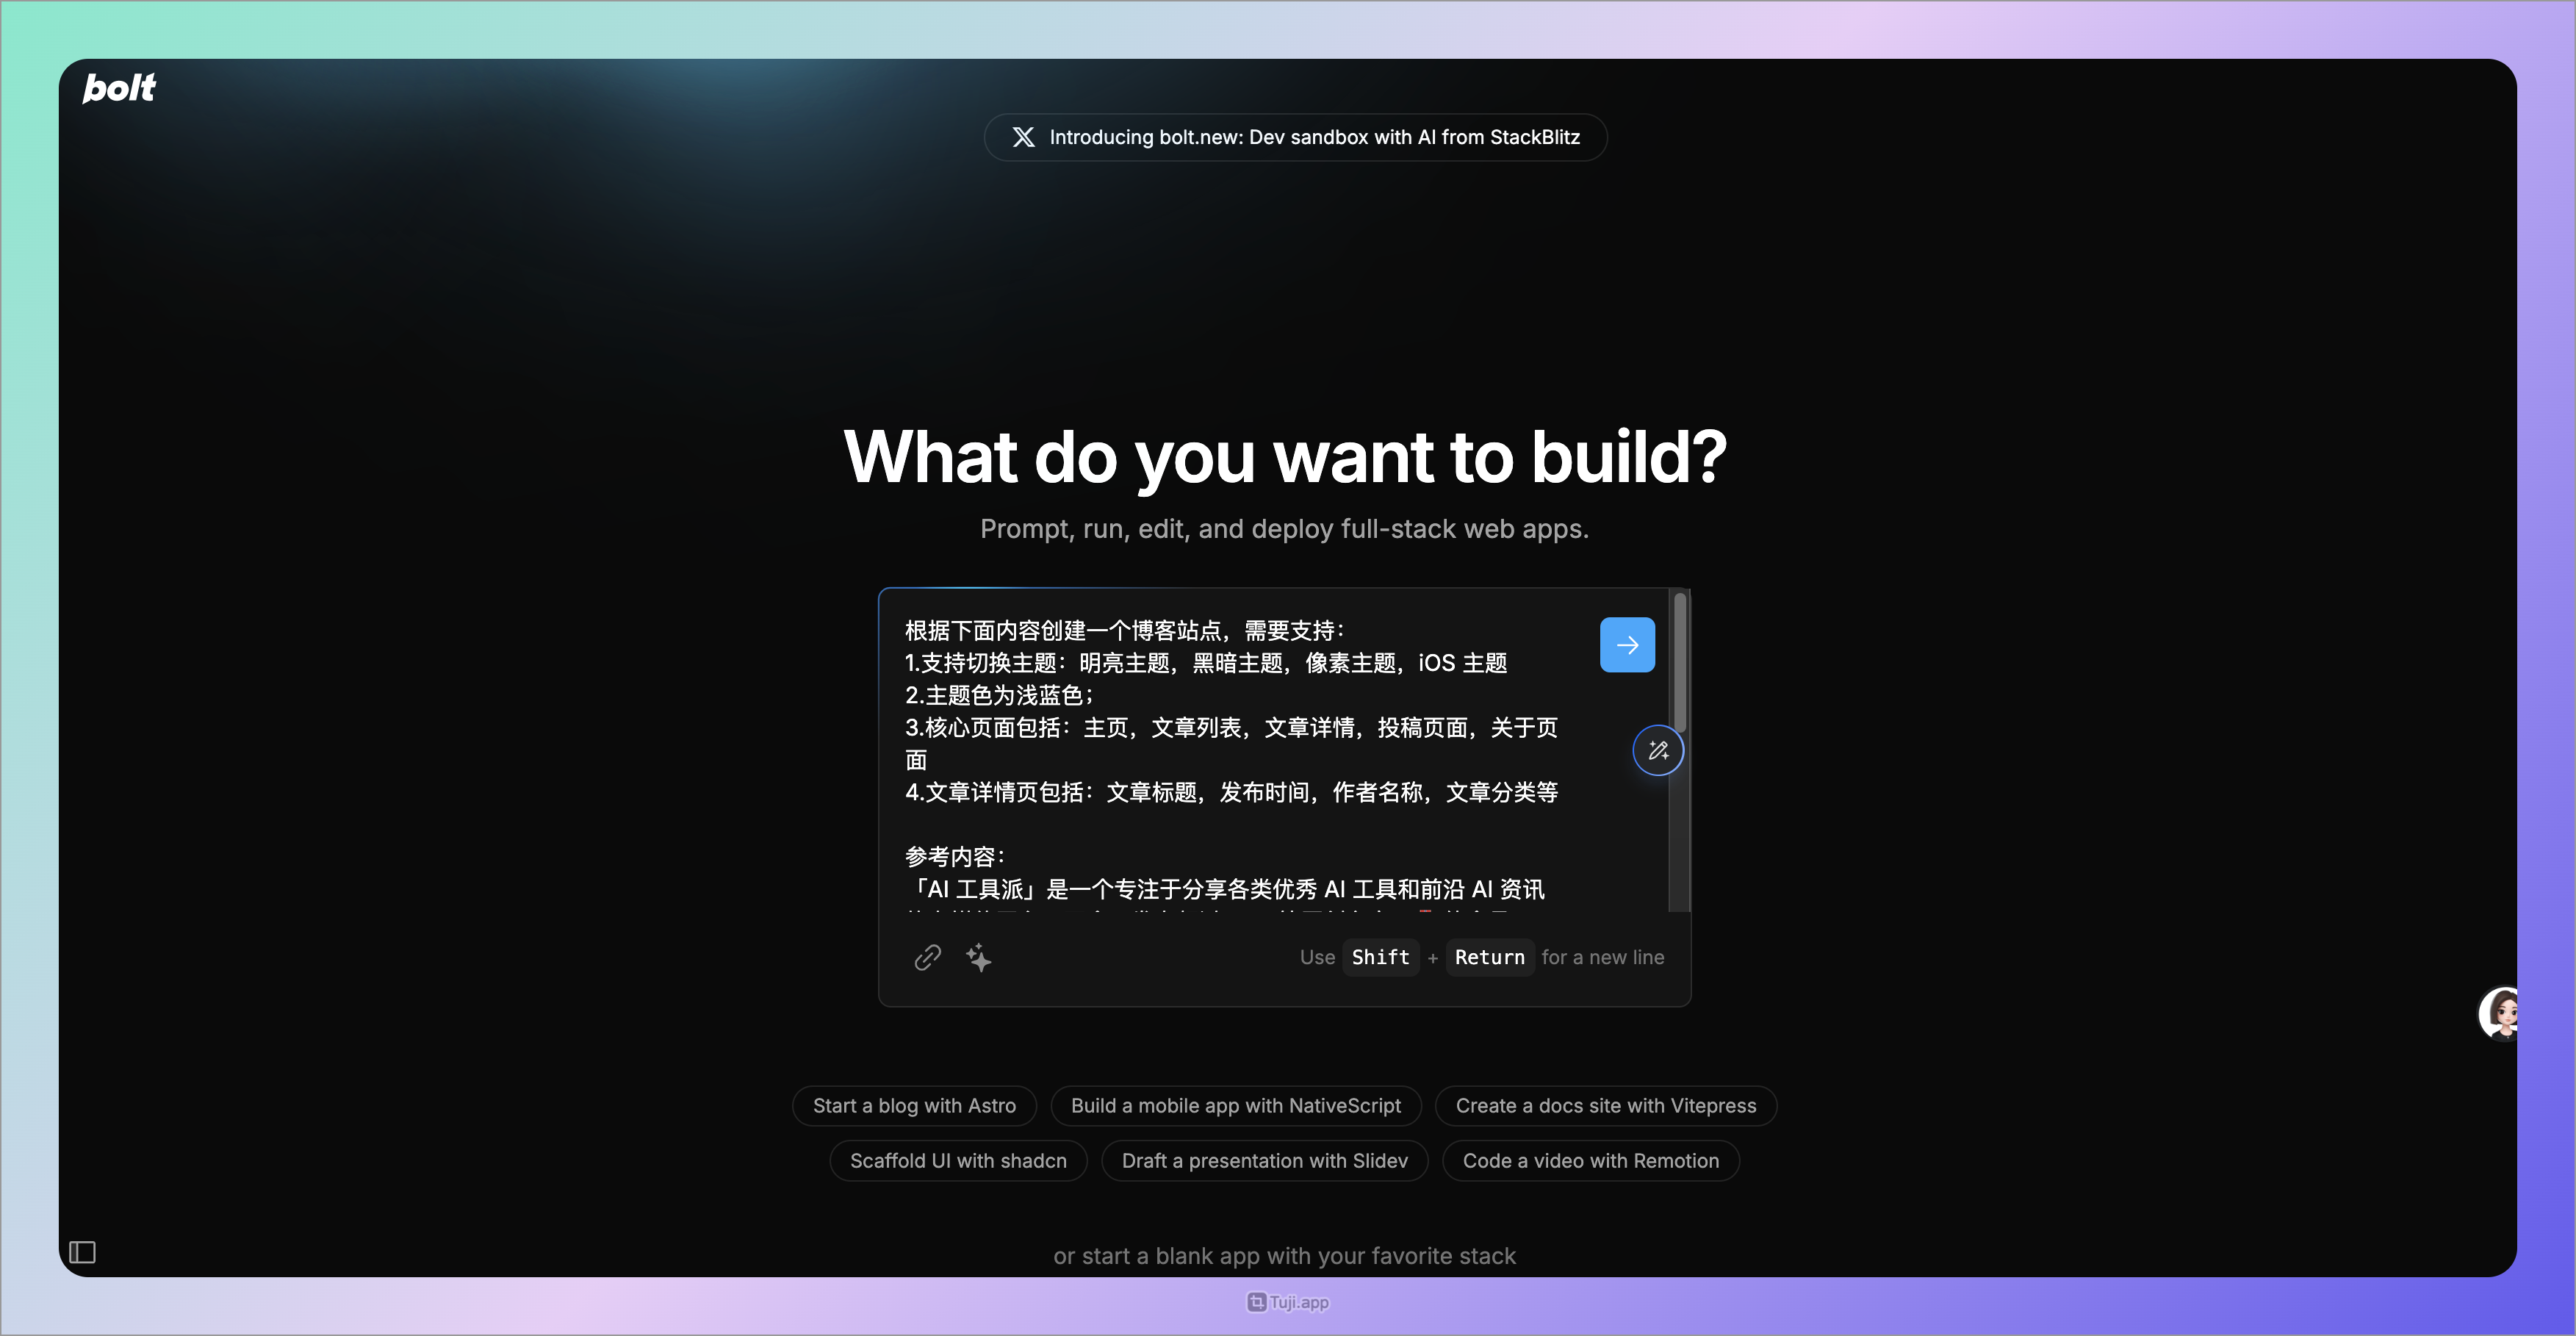 bolt
Introducing bolt.new: Dev sandbox with AI from StackBlitz
What do you want to build?
Prompt, run, edit, and deploy full-stack web apps.
根据下面内容创建一个博客站点，需要支持：
1.支持切换主题：明亮主题，黑暗主题，像素主题，iOS 主题
2.主题色为浅蓝色；
3.核心页面包括：主页，文章列表，文章详情，投稿页面，关于页
面
4.文章详情页包括：文章标题，发布时间，作者名称，文章分类等
参考内容：
「AI 工具派」是一个专注于分享各类优秀 AI 工具和前沿 AI 资讯
Use Shift + Return for a new line
Start a blog with Astro
Build a mobile app with NativeScript
Create a docs site with Vitepress
Scaffold UI with shadcn
Draft a presentation with Slidev
Code a video with Remotion
or start a blank app with your favorite stack
Tuji.app